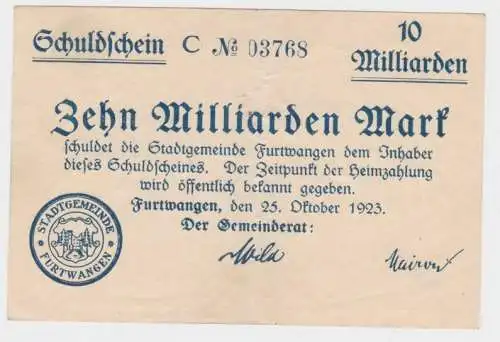 Schuldschein C № 03768
10
Milliarden
Zehn Milliarden Mark
schuldet die Stadtgemeinde Furtwangen dem Inhaber
dieses Schuldscheines. Der Zeitpunkt der Heimzahlung
wird öffentlich bekannt gegeben.
Furtwangen, den 25. Oktober 1923.
Der Gemeinderat:
STADTGEMEINDE
FURTWANGEN